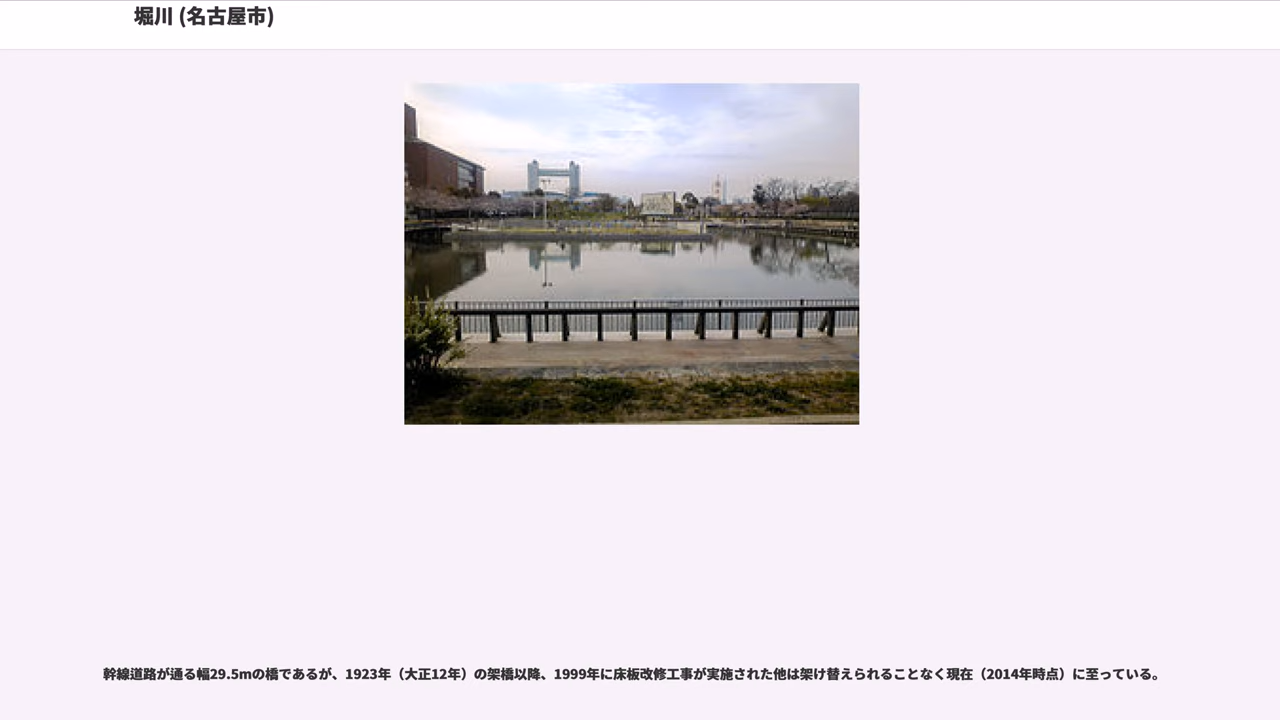 堀川 (名古屋市)
幹線道路が通る幅29.5mの橋であるが、1923年（大正12年）の架橋以降、1999年に床板改修工事が実施された他は架け替えられることなく現在（2014年時点）に至っている。